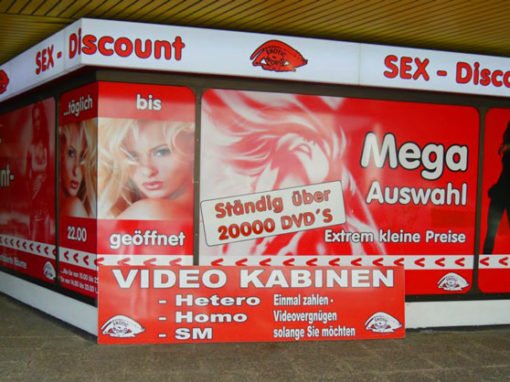 SEX - Discount
EROTIC
SEX - Disco
...täglich
bis
22.00
geöffnet
Mega
Auswahl
Ständig über
20000 DVD´S
Extrem kleine Preise
VIDEO KABINEN
- Hetero
- Homo
- SM
Einmal zahlen -
Videovergnügen
solange Sie möchten